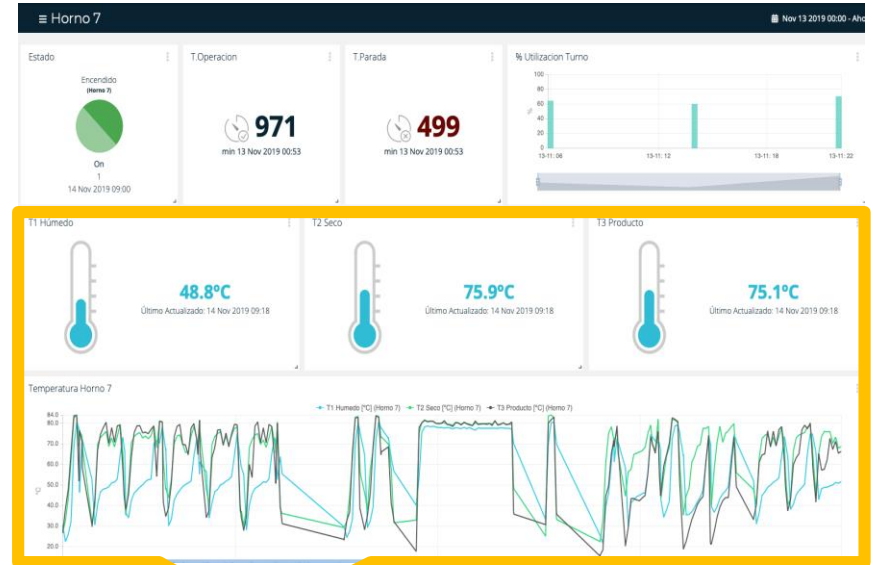 ≡ Horno 7
Nov 13 2019 00:00 - Aho
Estado
Encendido
(Horno 7)
On
1
14 Nov 2019 09:00
T.Operacion
971
min 13 Nov 2019 00:53
T.Parada
499
min 13 Nov 2019 00:53
% Utilizacion Turno
100
80
60
%
40
20
0
13-11: 06
13-11: 12
13-11: 18
13-11: 22
T1 Húmedo
48.8°C
Último Actualizado: 14 Nov 2019 09:18
T2 Seco
75.9°C
Último Actualizado: 14 Nov 2019 09:18
T3 Producto
75.1°C
Último Actualizado: 14 Nov 2019 09:18
Temperatura Horno 7
T1 Humedo [°C] (Horno 7) T2 Seco [°C] (Horno 7) T3 Producto [°C] (Horno 7)
84.0
80.0
70.0
60.0
°C
50.0
40.0
30.0
20.0